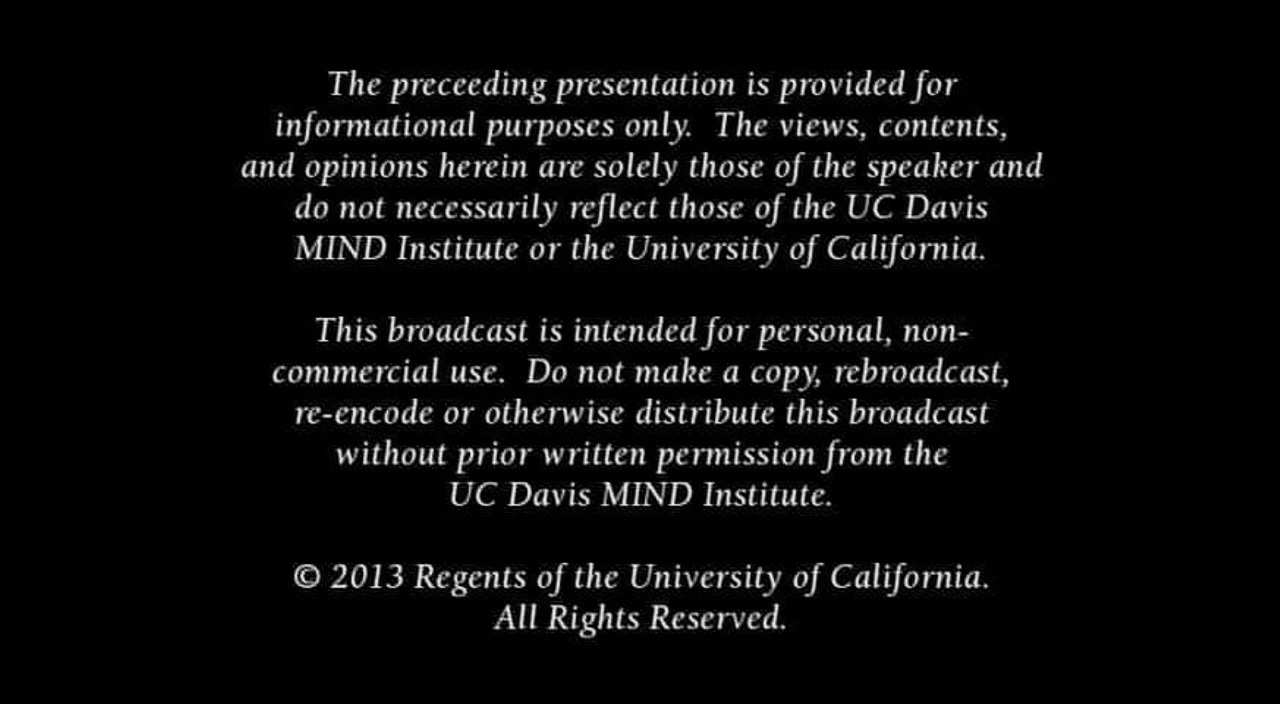 The preceeding presentation is provided for
informational purposes only.  The views, contents,
and opinions herein are solely those of the speaker and
do not necessarily reflect those of the UC Davis
MIND Institute or the University of California.
This broadcast is intended for personal, non-
commercial use.  Do not make a copy, rebroadcast,
re-encode or otherwise distribute this broadcast
without prior written permission from the
UC Davis MIND Institute.
© 2013 Regents of the University of California.
All Rights Reserved.